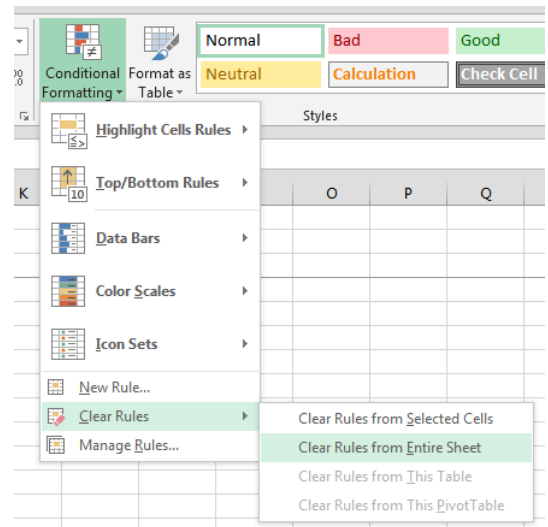 Normal Bad Good
Conditional Formatting Format as Table
Neutral Calculation Check Cell
Styles
Highlight Cells Rules
Top/Bottom Rules
10
K O P Q
Data Bars
Color Scales
Icon Sets
New Rule...
Clear Rules
Manage Rules...
Clear Rules from Selected Cells
Clear Rules from Entire Sheet
Clear Rules from This Table
Clear Rules from This PivotTable